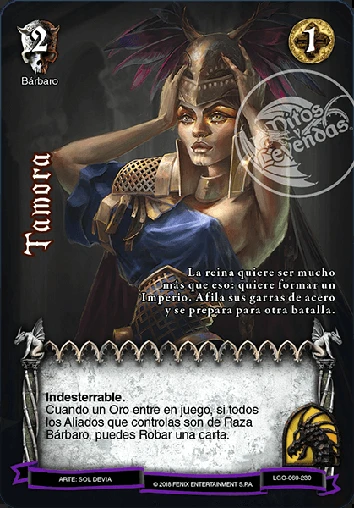 2
1
Bárbaro
Mitos y
Leyendas
Tamora
La reina quiere ser mucho
más que eso: quiere formar un
Imperio. Afila sus garras de acero
y se prepara para otra batalla.
Indesterrable.
Cuando un Oro entre en juego, si todos
los Aliados que controlas son de Raza
Bárbaro, puedes Robar una carta.
ARTE: SOL DEVIA
© 2018 FENIX ENTERTAINMENT S.P.A